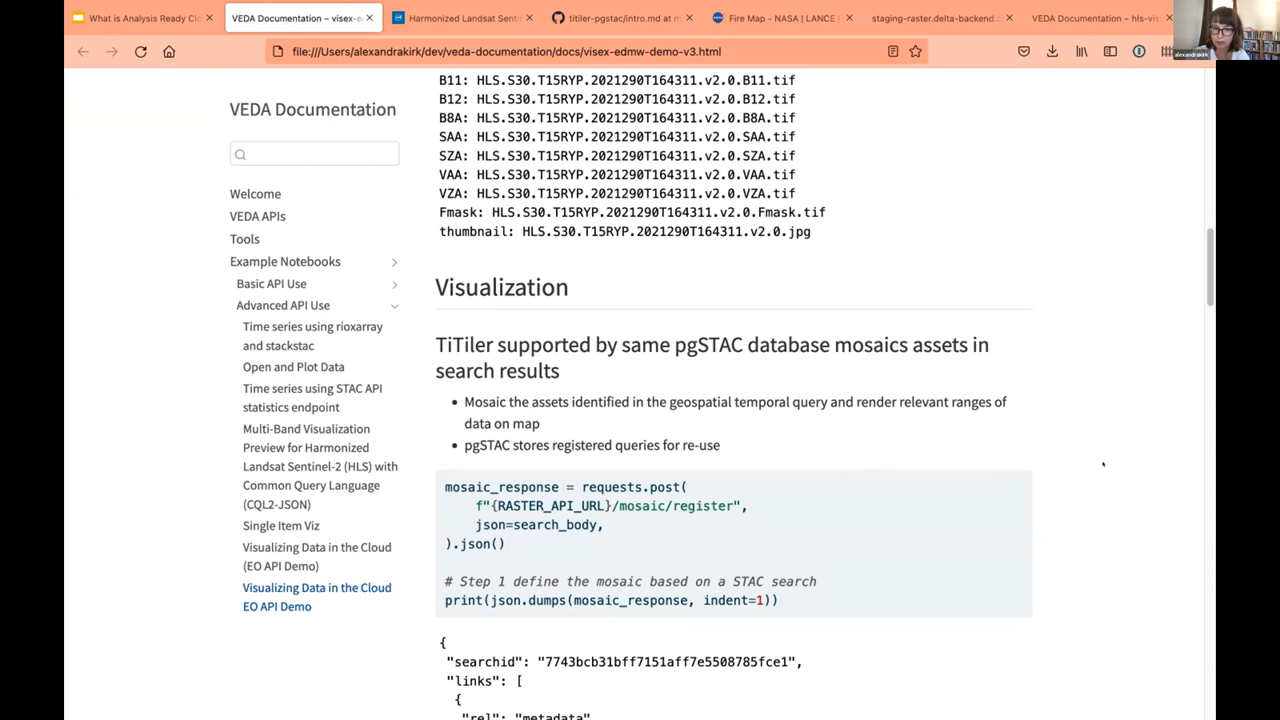 What is Analysis Ready Clo
VEDA Documentation – visex-e
Harmonized Landsat Senti
titiler-pgstac/intro.md at m
Fire Map - NASA | LANCE |
staging-raster.delta-backend.c
VEDA Documentation – hls-vis
file:///Users/alexandrakirk/dev/veda-documentation/docs/visex-edmw-demo-v3.html
alexandrakirk
VEDA Documentation
Welcome
VEDA APIs
Tools
Example Notebooks
Basic API Use
Advanced API Use
Time series using rioxarray
and stackstac
Open and Plot Data
Time series using STAC API
statistics endpoint
Multi-Band Visualization
Preview for Harmonized
Landsat Sentinel-2 (HLS) with
Common Query Language
(CQL2-JSON)
Single Item Viz
Visualizing Data in the Cloud
(EO API Demo)
Visualizing Data in the Cloud
EO API Demo
B11: HLS.S30.T15RYP.2021290T164311.v2.0.B11.tif
B12: HLS.S30.T15RYP.2021290T164311.v2.0.B12.tif
B8A: HLS.S30.T15RYP.2021290T164311.v2.0.B8A.tif
SAA: HLS.S30.T15RYP.2021290T164311.v2.0.SAA.tif
SZA: HLS.S30.T15RYP.2021290T164311.v2.0.SZA.tif
VAA: HLS.S30.T15RYP.2021290T164311.v2.0.VAA.tif
VZA: HLS.S30.T15RYP.2021290T164311.v2.0.VZA.tif
Fmask: HLS.S30.T15RYP.2021290T164311.v2.0.Fmask.tif
thumbnail: HLS.S30.T15RYP.2021290T164311.v2.0.jpg
Visualization
TiTiler supported by same pgSTAC database mosaics assets in
search results
• Mosaic the assets identified in the geospatial temporal query and render relevant ranges of
data on map
• pgSTAC stores registered queries for re-use
mosaic_response = requests.post(
f"{RASTER_API_URL}/mosaic/register",
json=search_body,
).json()
# Step 1 define the mosaic based on a STAC search
print(json.dumps(mosaic_response, indent=1))
{
"searchid": "7743bcb31bff7151aff7e5508785fce1",
"links": [
{
"rel": "metadata"